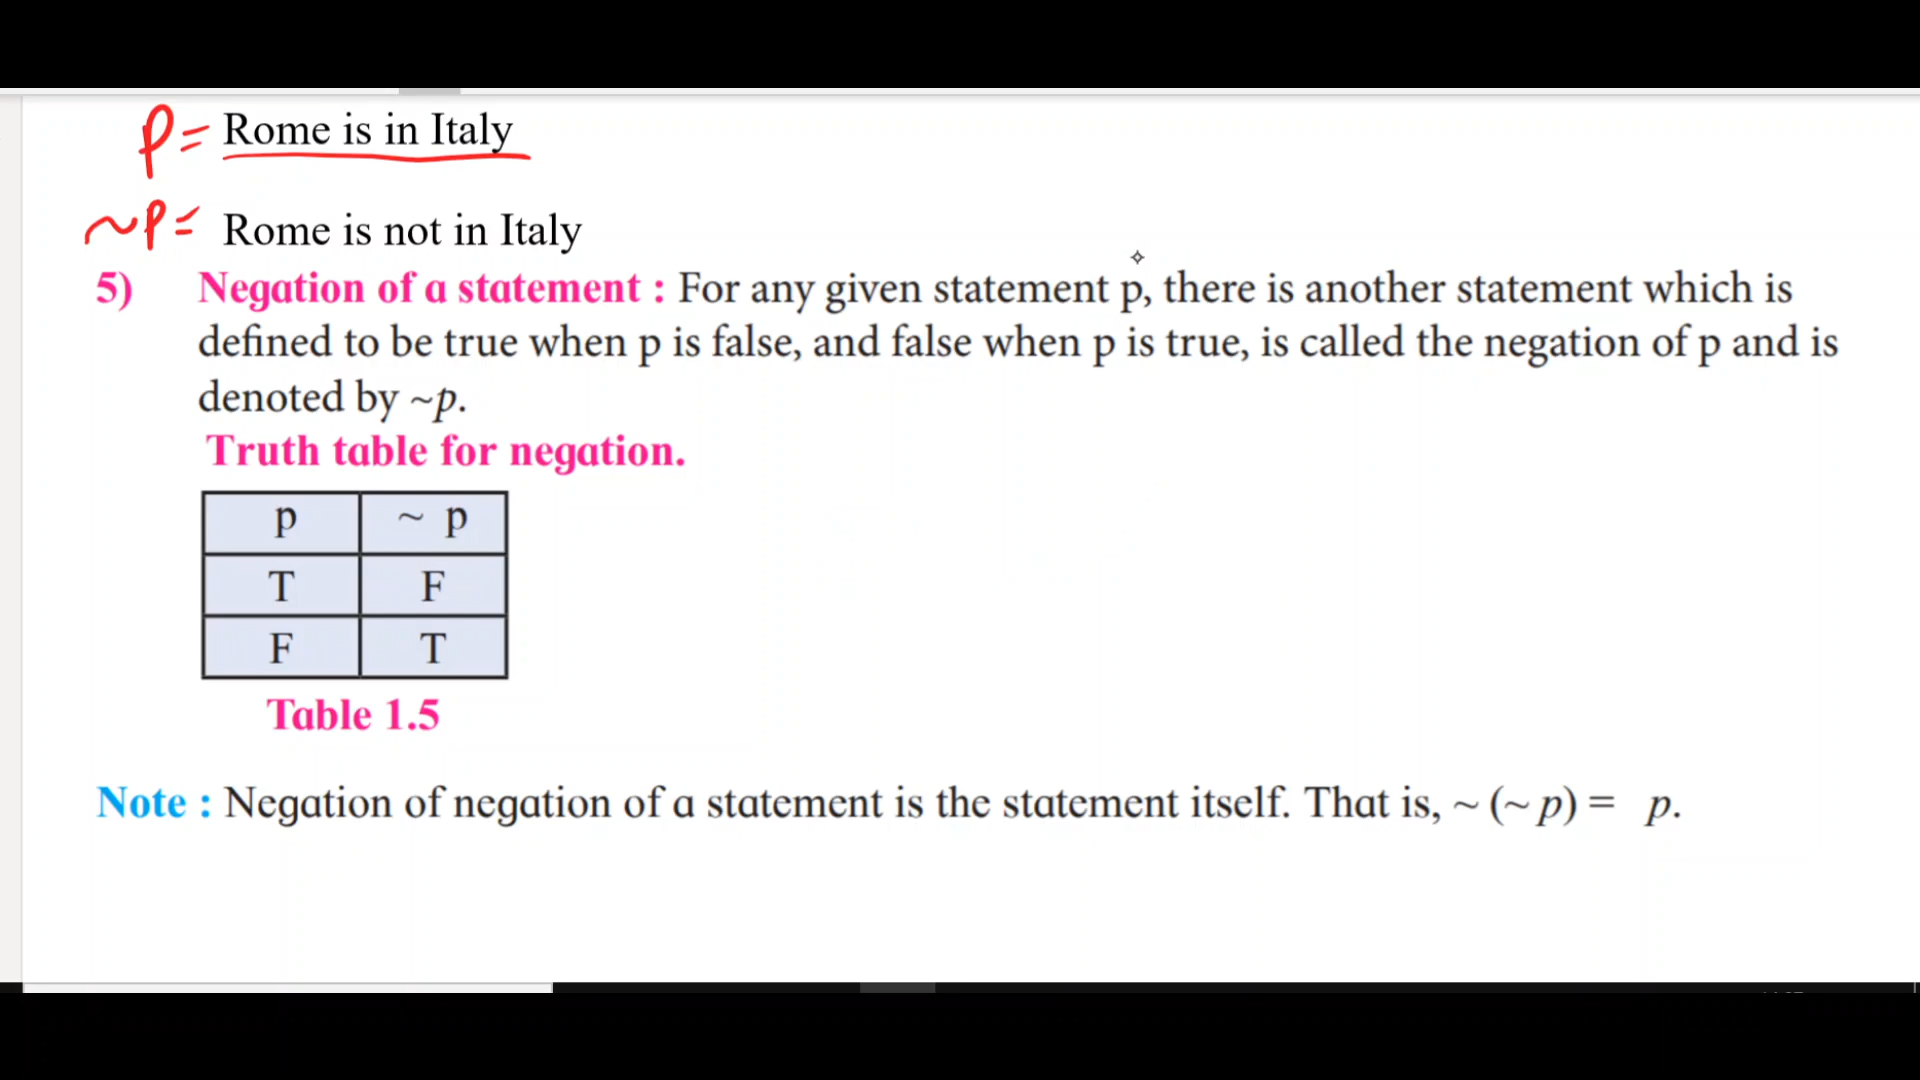 p= Rome is in Italy
~p= Rome is not in Italy
5) Negation of a statement : For any given statement p, there is another statement which is
defined to be true when p is false, and false when p is true, is called the negation of p and is
denoted by ~p.
Truth table for negation.
p ~ p
T F
F T
Table 1.5
Note : Negation of negation of a statement is the statement itself. That is, ~ (~ p) = p.